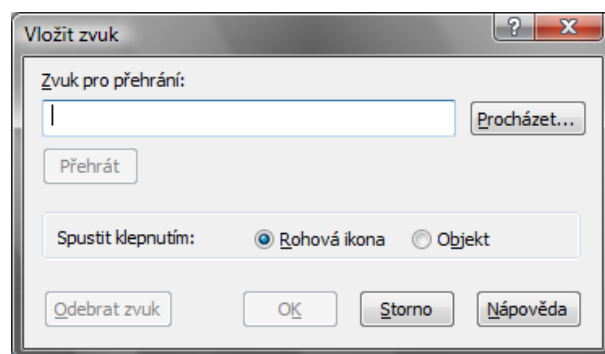 Vložit zvuk
? X
Zvuk pro přehrání:
Procházet...
Přehrát
Spustit klepnutím: Rohová ikona Objekt
Odebrat zvuk OK Storno Nápověda